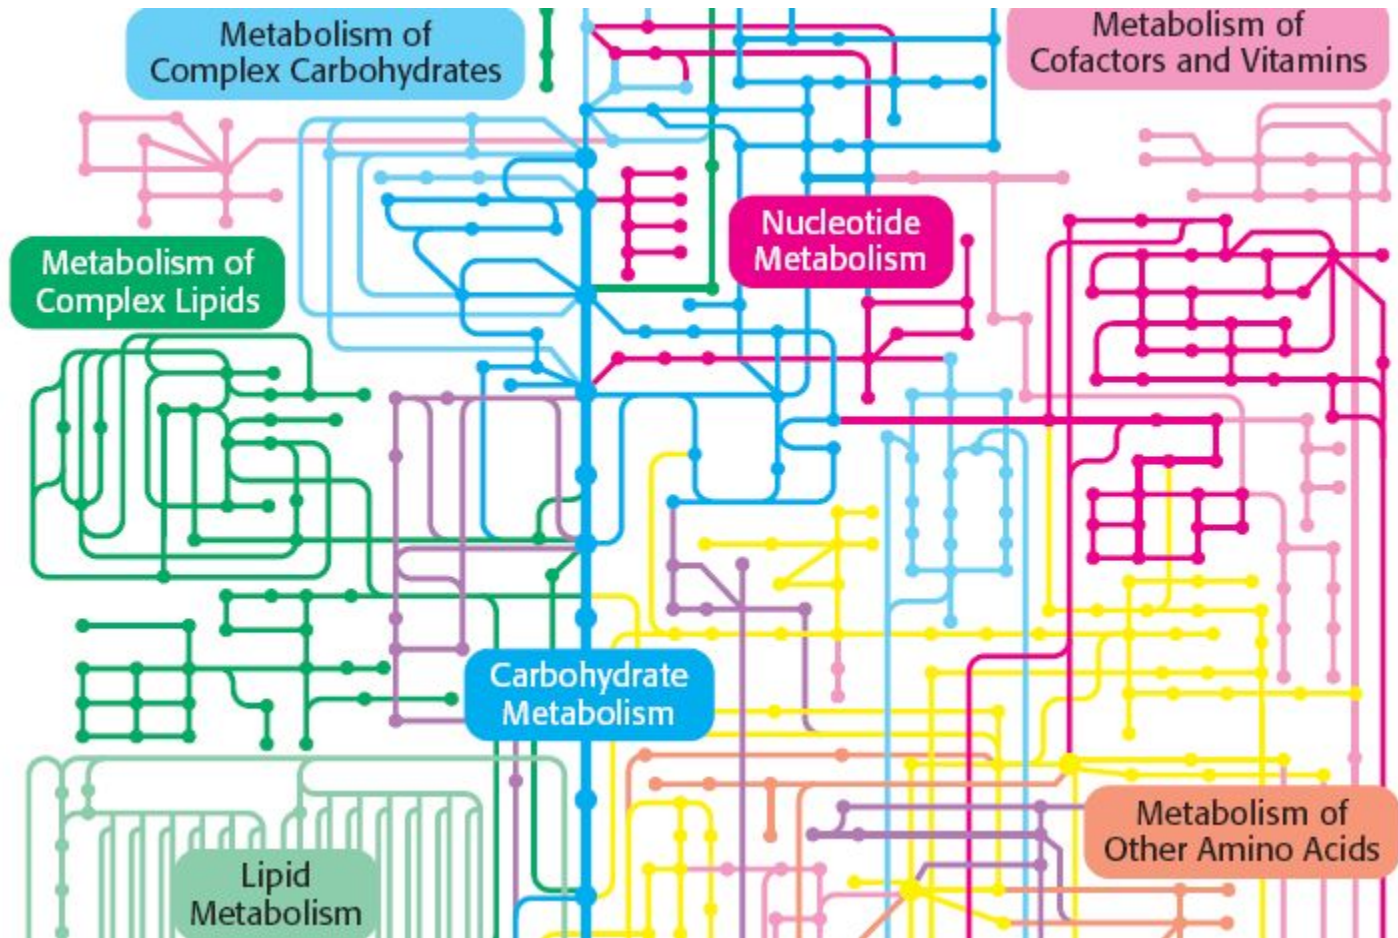 Metabolism of
Complex Carbohydrates
Metabolism of
Cofactors and Vitamins
Nucleotide
Metabolism
Metabolism of
Complex Lipids
Carbohydrate
Metabolism
Metabolism of
Other Amino Acids
Lipid
Metabolism